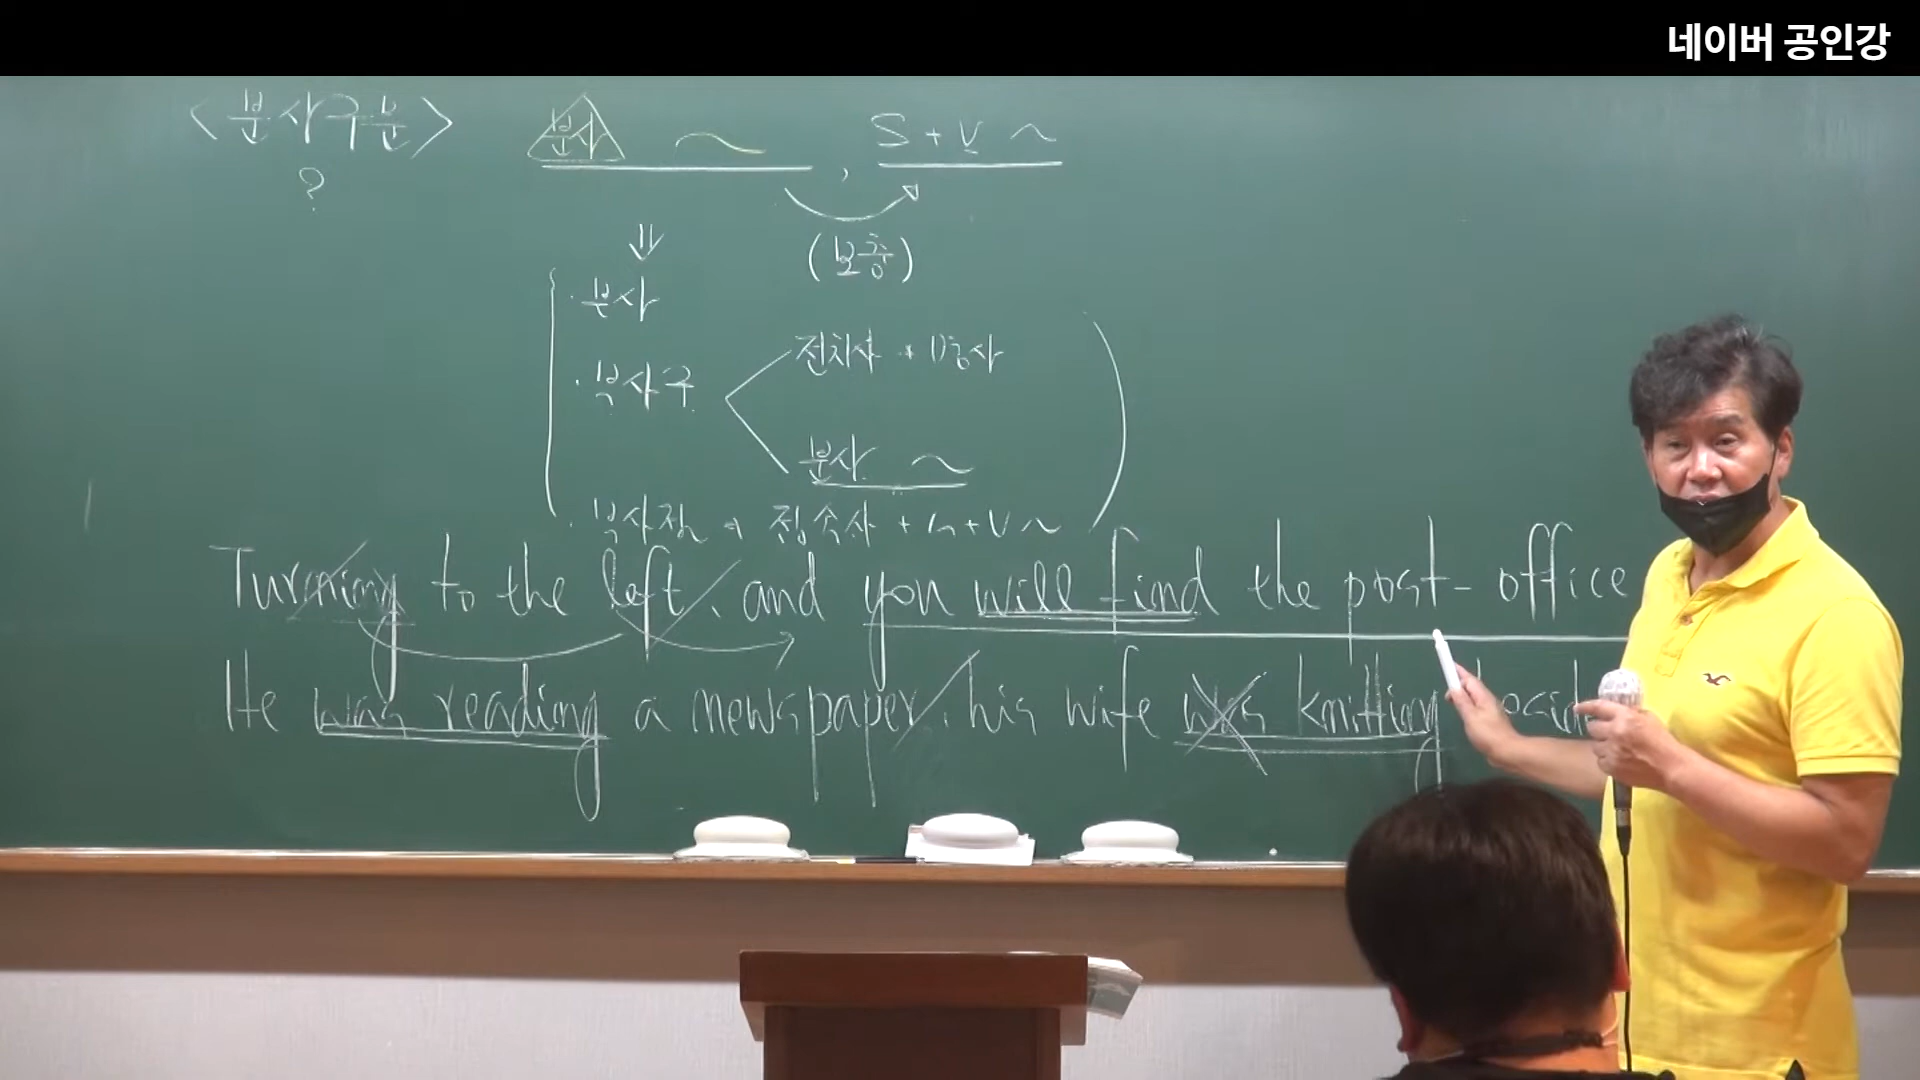 네이버 공인강
<분사구문> 분사 ~ , S + V ~
?
(보충)
· 부사
· 부사구 전치사 + 명사
분사 ~
· 부사절 → 접속사 + S + V ~
Turning to the left, and you will find the post-office
He was reading a newspaper, his wife was knitting